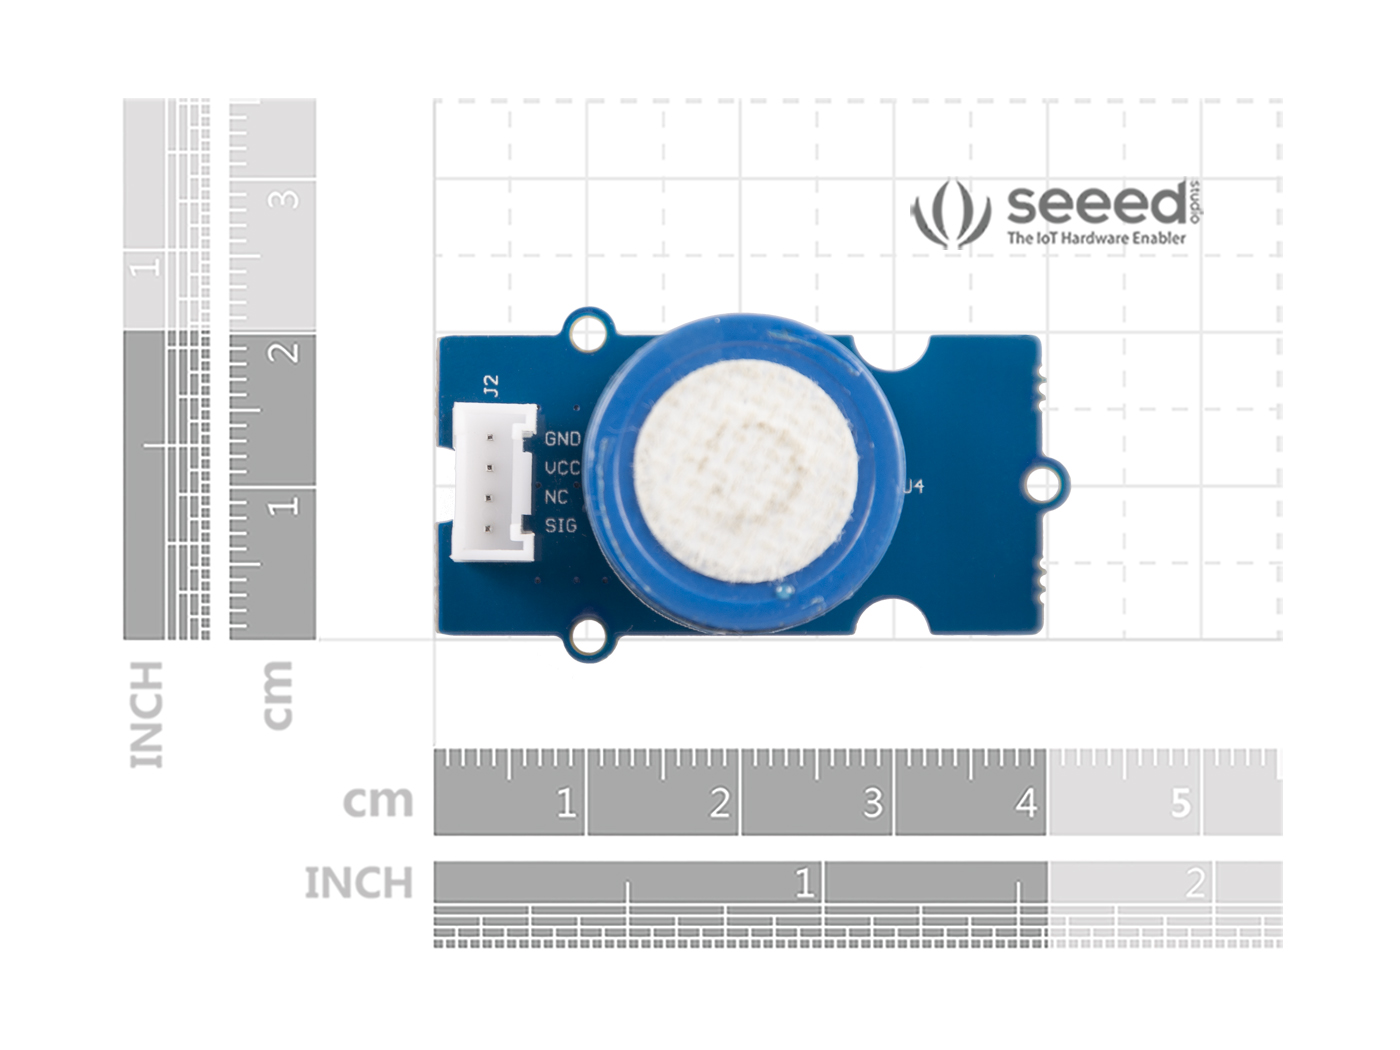 seeed
studio
The IoT Hardware Enabler
3
1
2
1
J2
GND
VCC
NC
SIG
J4
INCH
cm
cm 1 2 3 4 5
INCH 1 2